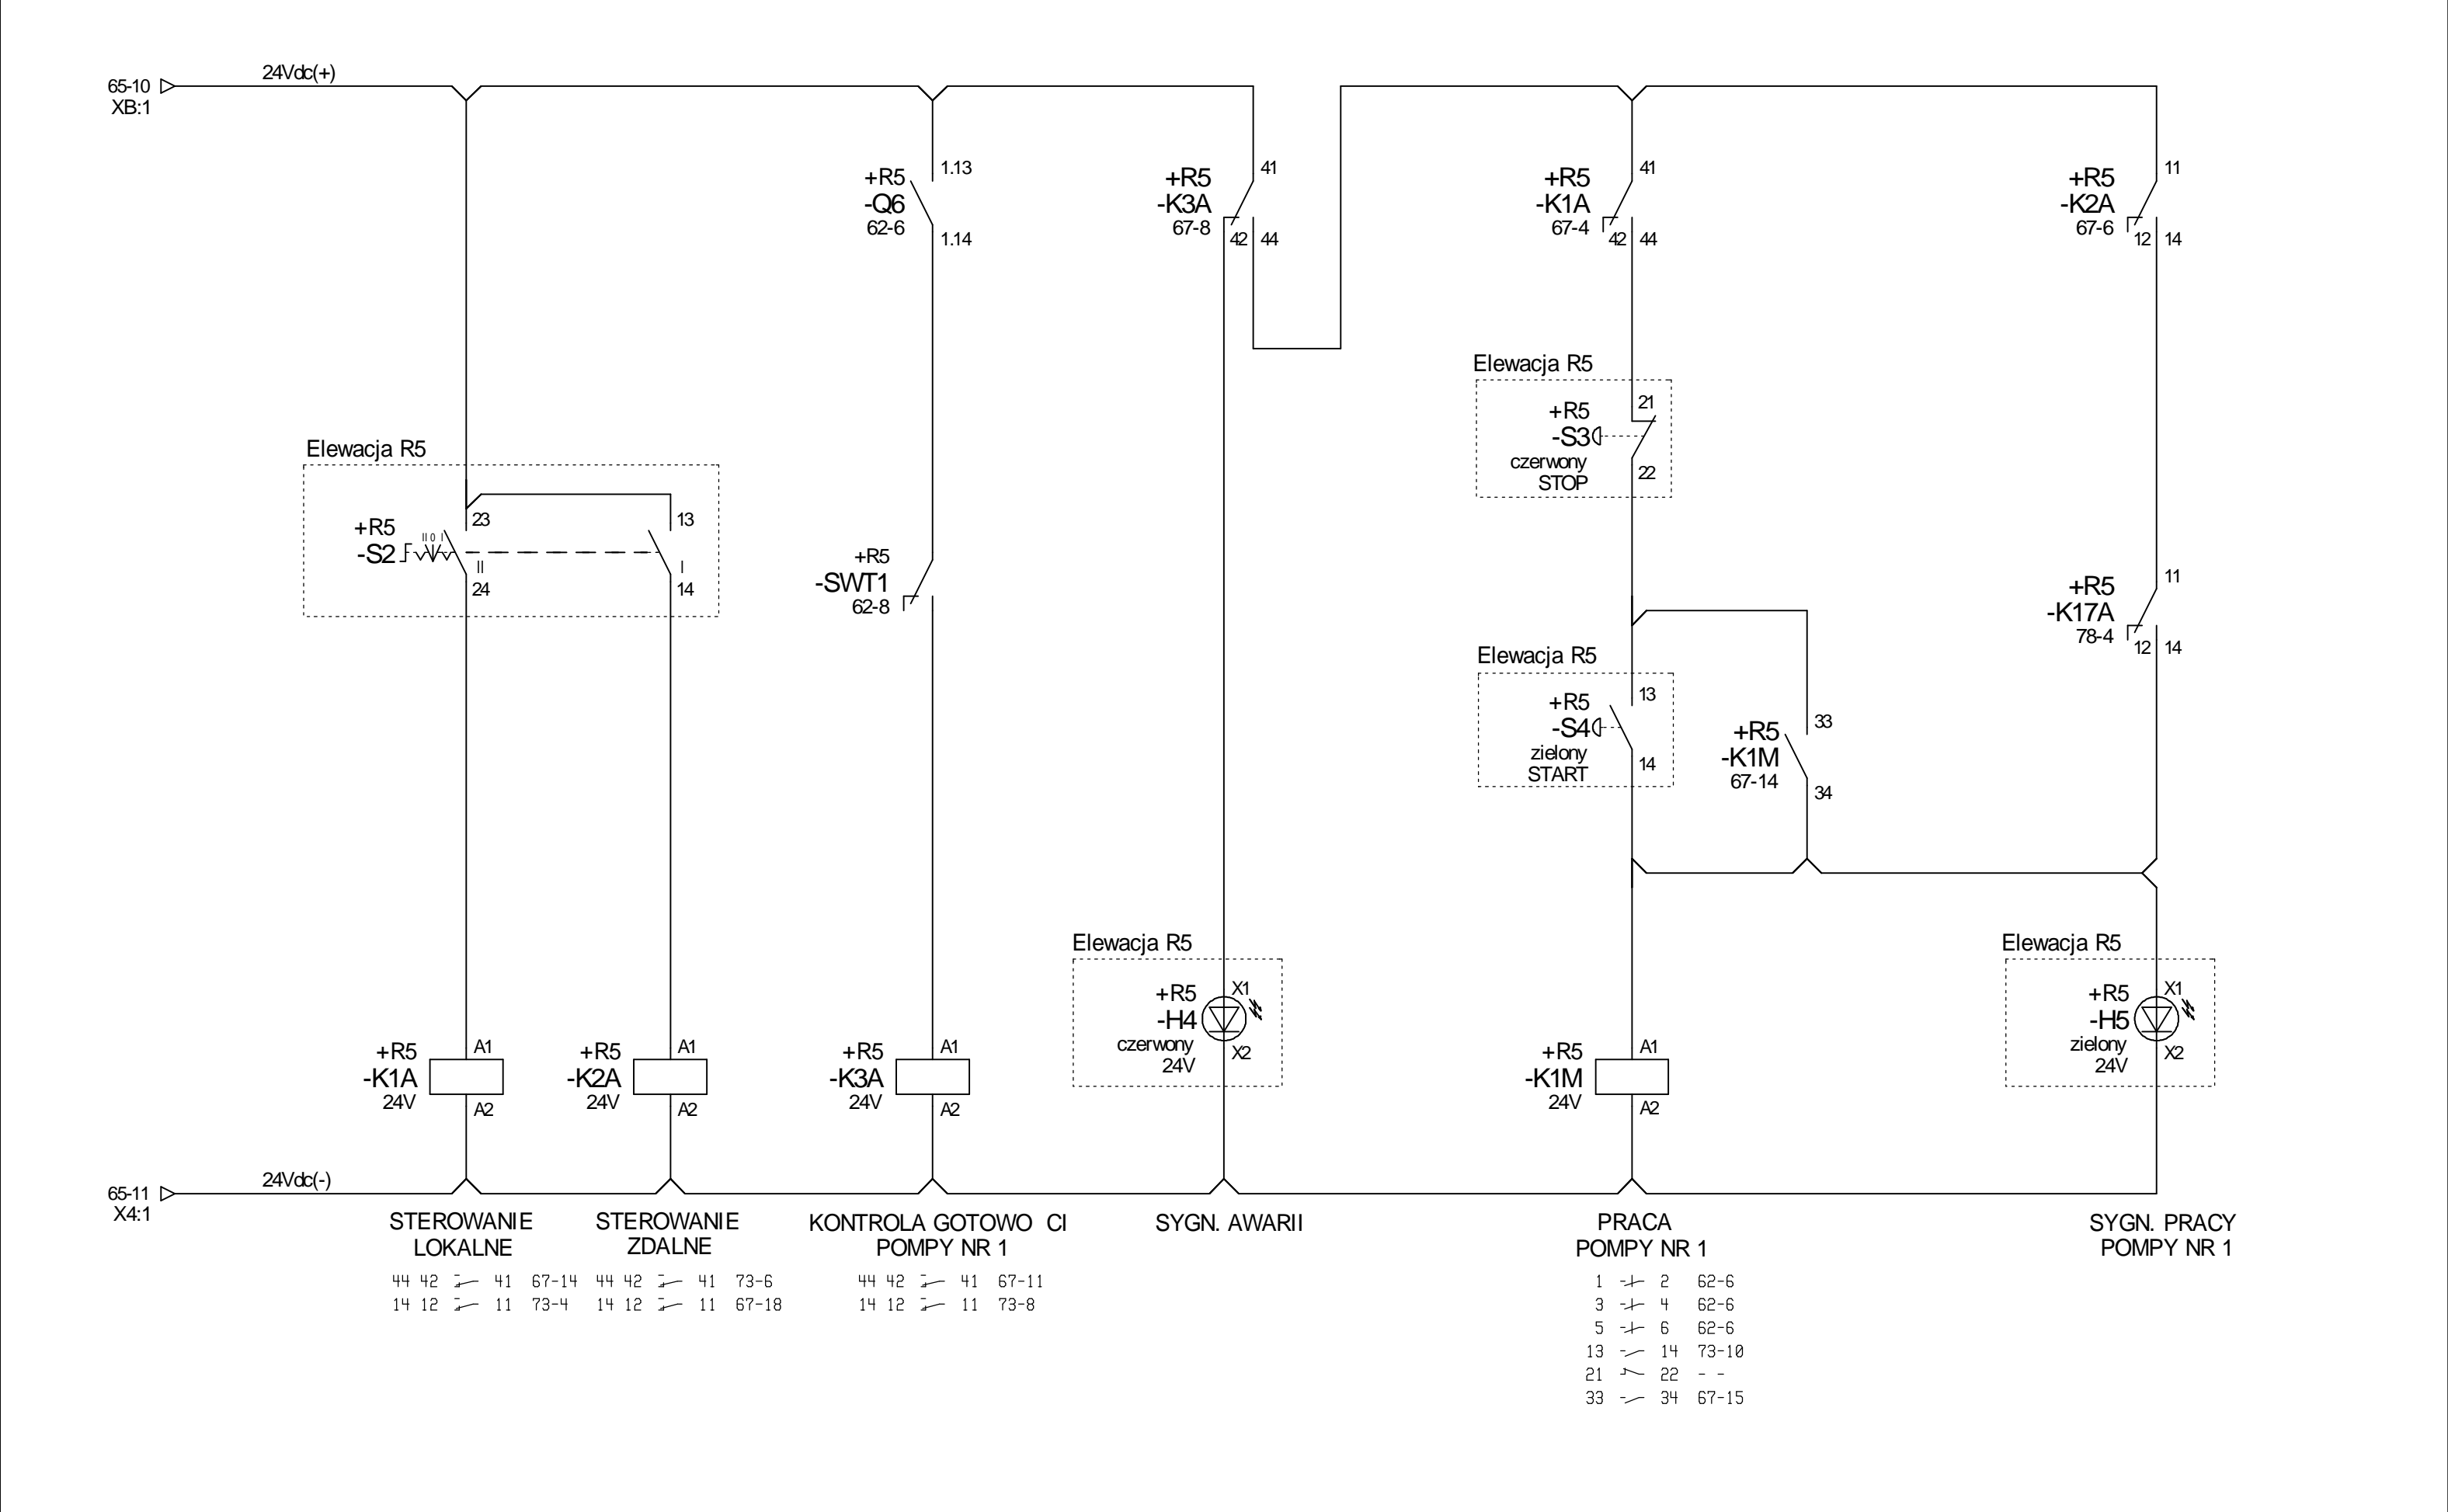 24Vdc(+)
65-10
XB:1
+R5
-Q6
62-6
1.13
1.14
+R5
-K3A
67-8
41
42
44
+R5
-K1A
67-4
41
42
44
+R5
-K2A
67-6
11
12
14
Elewacja R5
+R5
-S3
czerwony
STOP
21
22
Elewacja R5
+R5
-S2
II 0 I
23
II
24
13
I
14
+R5
-SWT1
62-8
+R5
-K17A
78-4
11
12
14
Elewacja R5
+R5
-S4
zielony
START
13
14
+R5
-K1M
67-14
33
34
Elewacja R5
+R5
-H4
czerwony
24V
X1
X2
Elewacja R5
+R5
-H5
zielony
24V
X1
X2
+R5
-K1A
24V
A1
A2
+R5
-K2A
24V
A1
A2
+R5
-K3A
24V
A1
A2
+R5
-K1M
24V
A1
A2
24Vdc(-)
65-11
X4:1
STEROWANIE
LOKALNE
44 42 41 67-14
14 12 11 73-4
STEROWANIE
ZDALNE
44 42 41 73-6
14 12 11 67-18
KONTROLA GOTOWO CI
POMPY NR 1
44 42 41 67-11
14 12 11 73-8
SYGN. AWARII
PRACA
POMPY NR 1
1 2 62-6
3 4 62-6
5 6 62-6
13 14 73-10
21 22 - -
33 34 67-15
SYGN. PRACY
POMPY NR 1